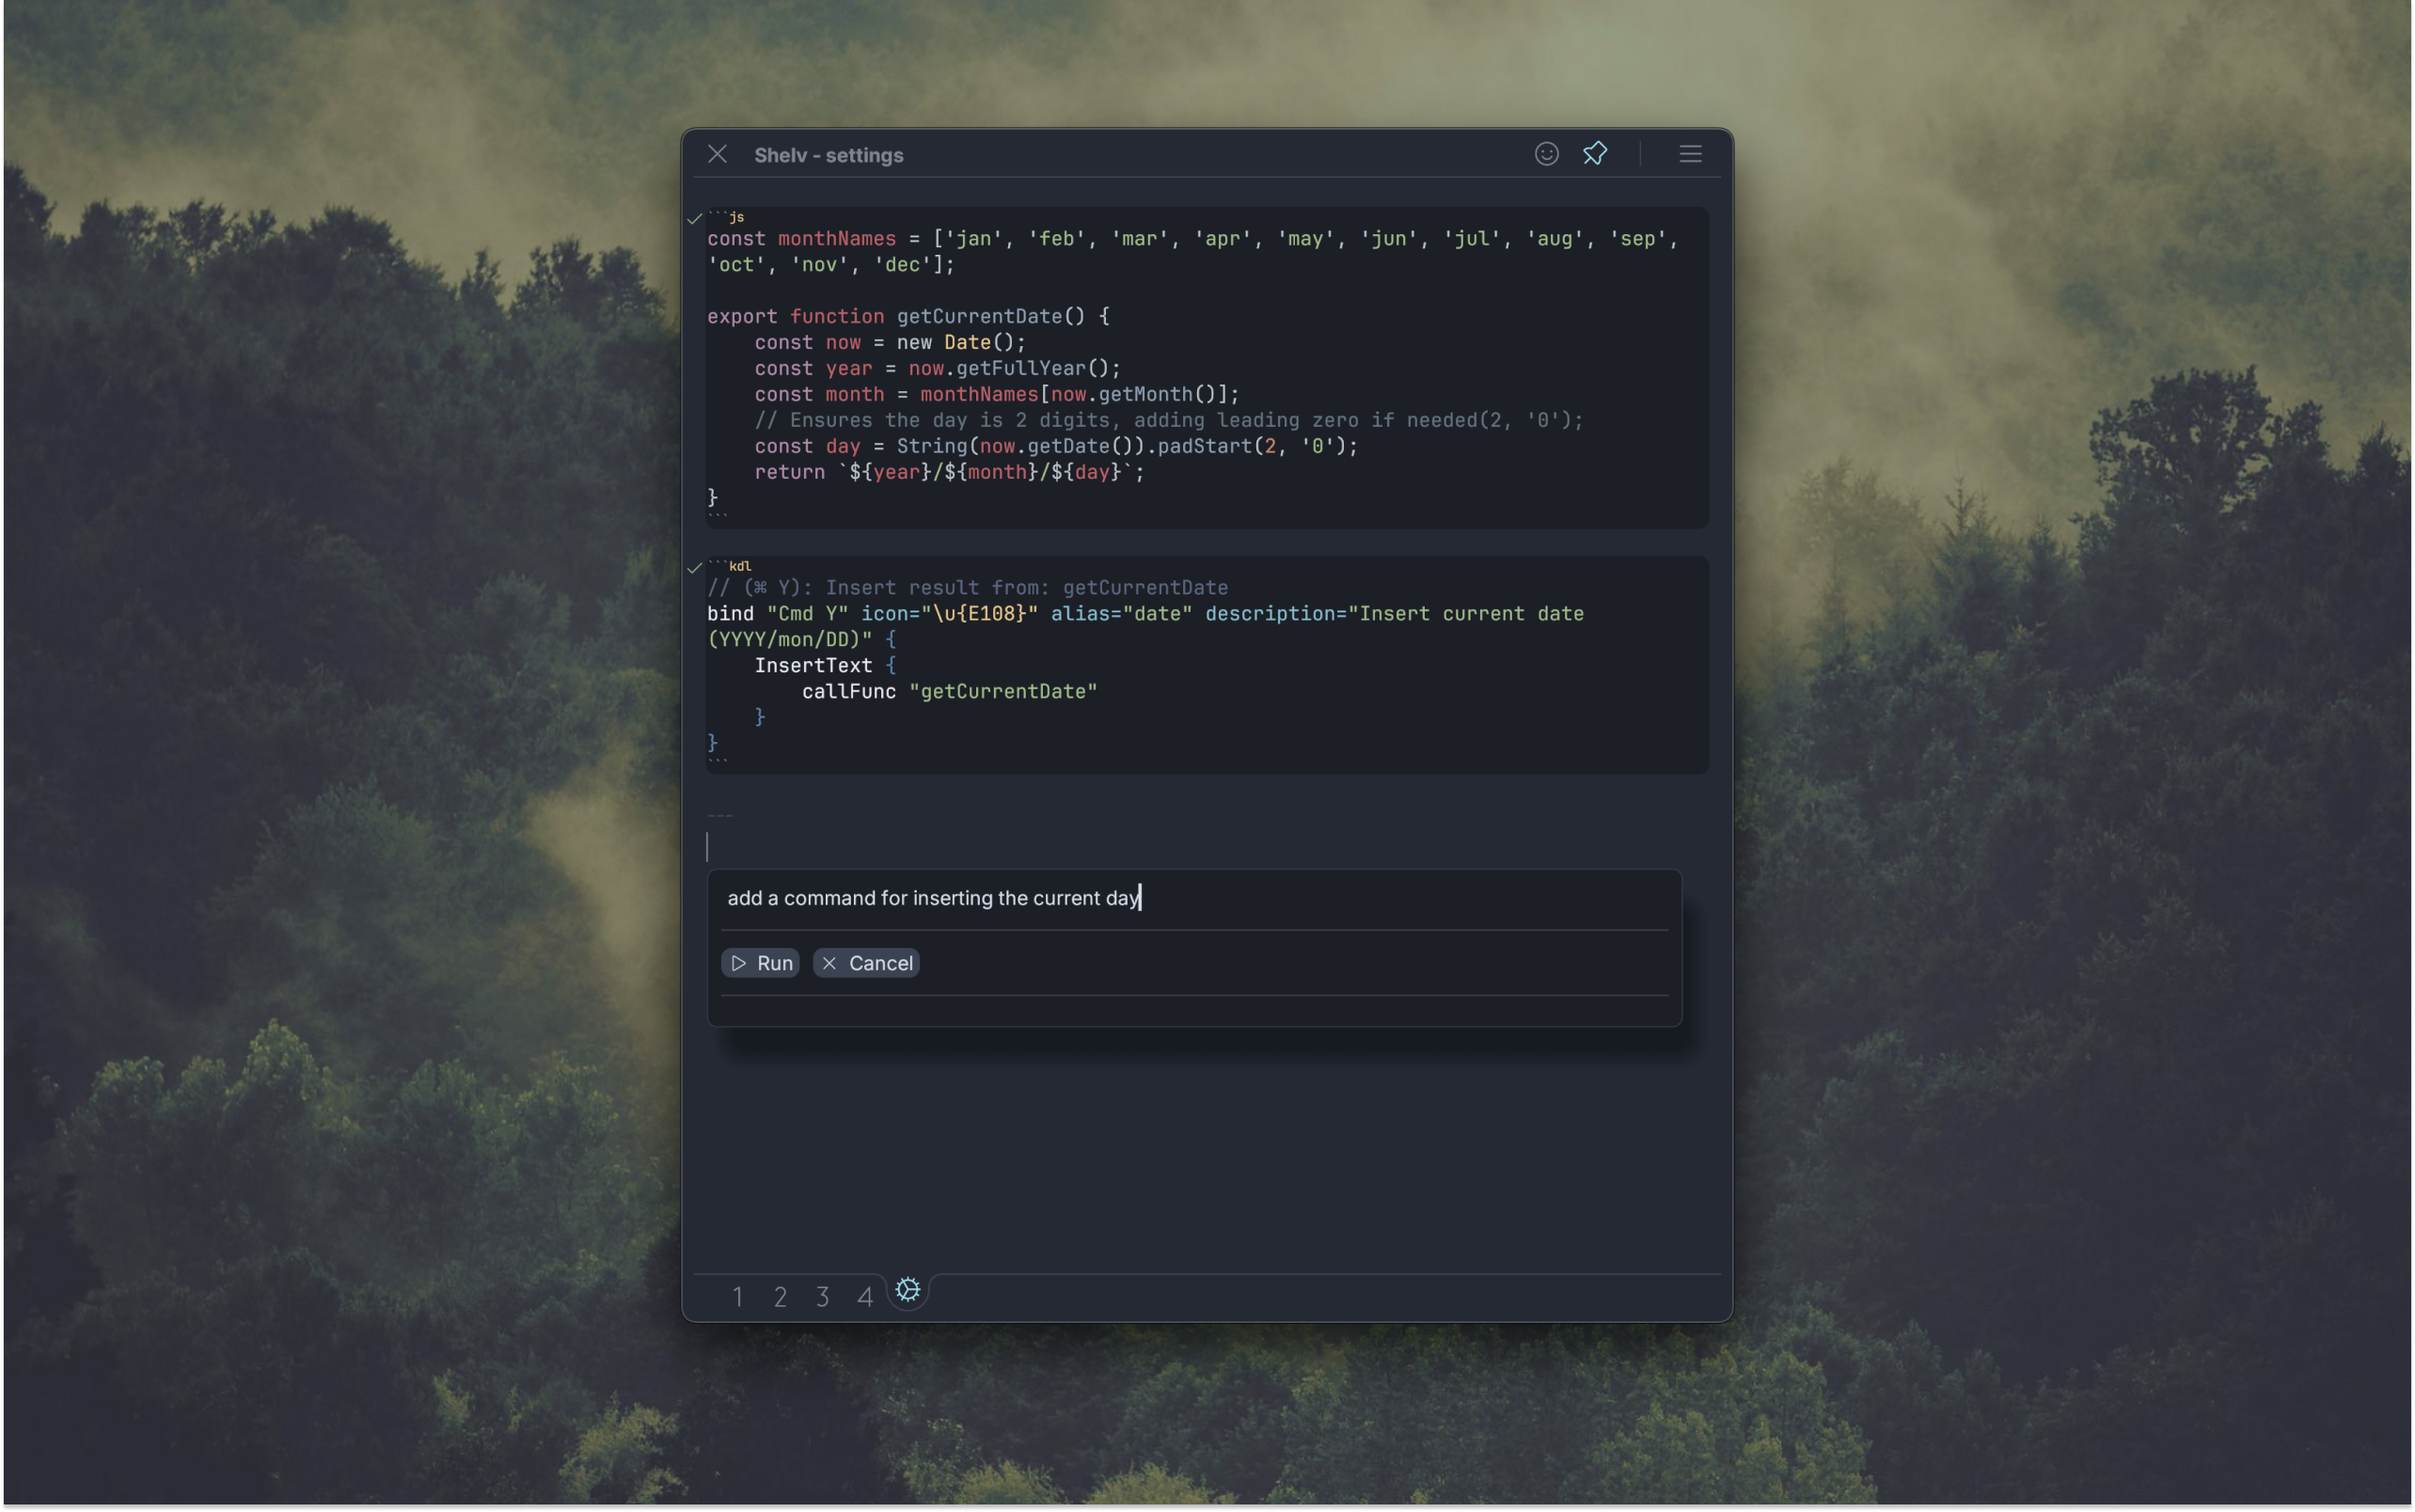 Shelv - settings
```js
const monthNames = ['jan', 'feb', 'mar', 'apr', 'may', 'jun', 'jul', 'aug', 'sep',
'oct', 'nov', 'dec'];
export function getCurrentDate() {
    const now = new Date();
    const year = now.getFullYear();
    const month = monthNames[now.getMonth()];
    // Ensures the day is 2 digits, adding leading zero if needed(2, '0');
    const day = String(now.getDate()).padStart(2, '0');
    return `${year}/${month}/${day}`;
}
```
```kdl
// (⌘ Y): Insert result from: getCurrentDate
bind "Cmd Y" icon="\u{E108}" alias="date" description="Insert current date
(YYYY/mon/DD)" {
    InsertText {
        callFunc "getCurrentDate"
    }
}
```
---
add a command for inserting the current day
Run Cancel
1 2 3 4